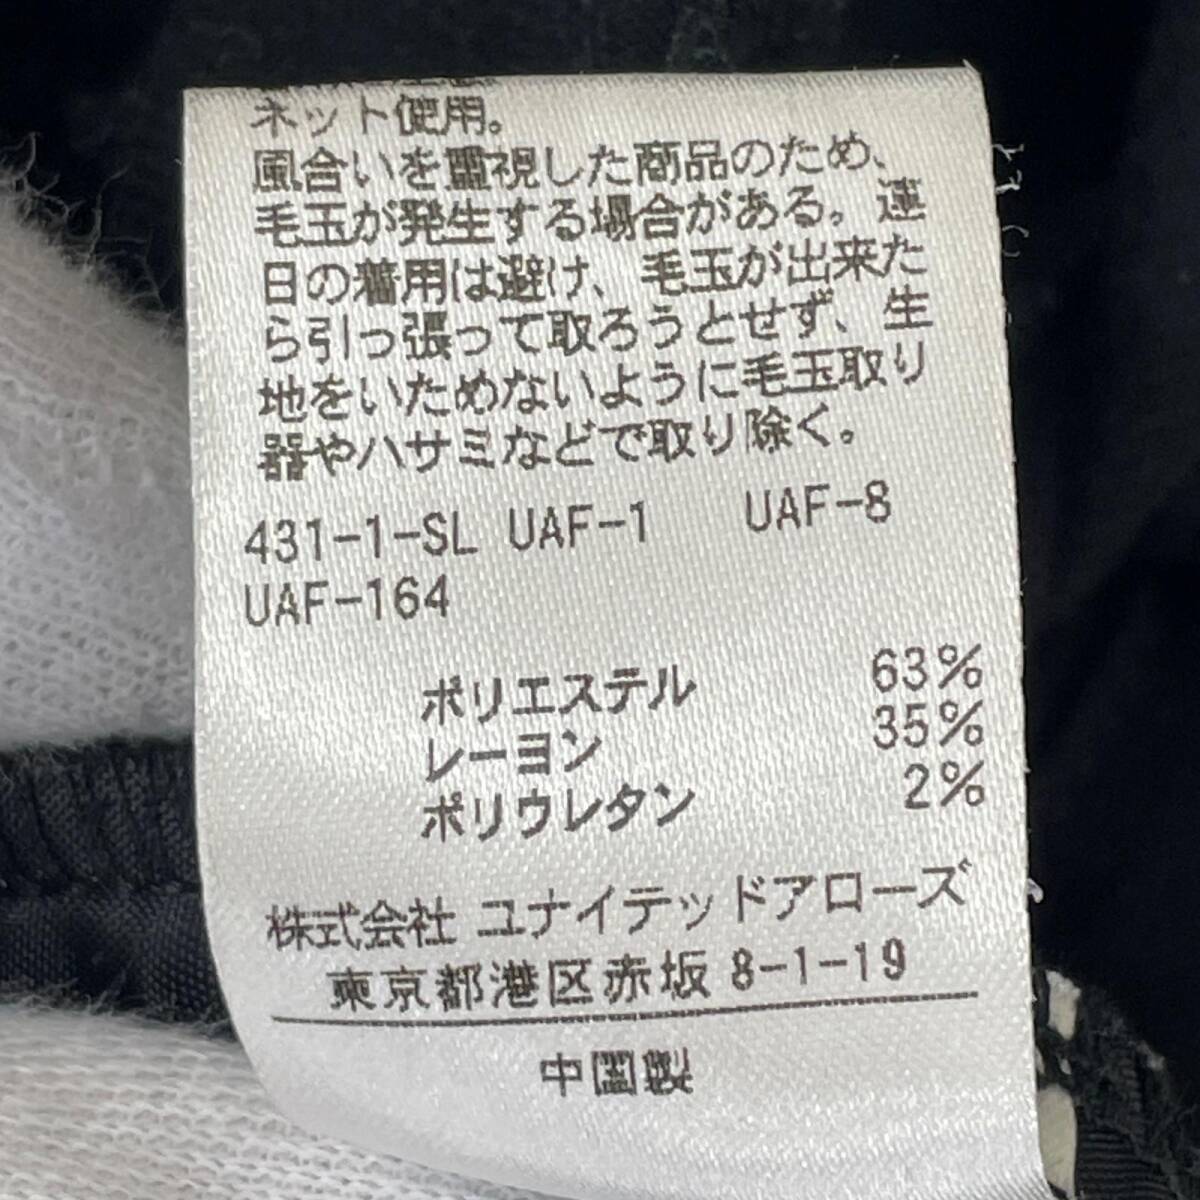 ネット使用。
風合いを重視した商品のため、
毛玉が発生する場合がある。連
日の着用は避け、毛玉が出来た
ら引っ張って取ろうとせず、生
地をいためないように毛玉取り
器やハサミなどで取り除く。
431-1-SL UAF-1 UAF-8
UAF-164
ポリエステル 63%
レーヨン 35%
ポリウレタン 2%
株式会社 ユナイテッドアローズ
東京都港区赤坂 8-1-19
中国製